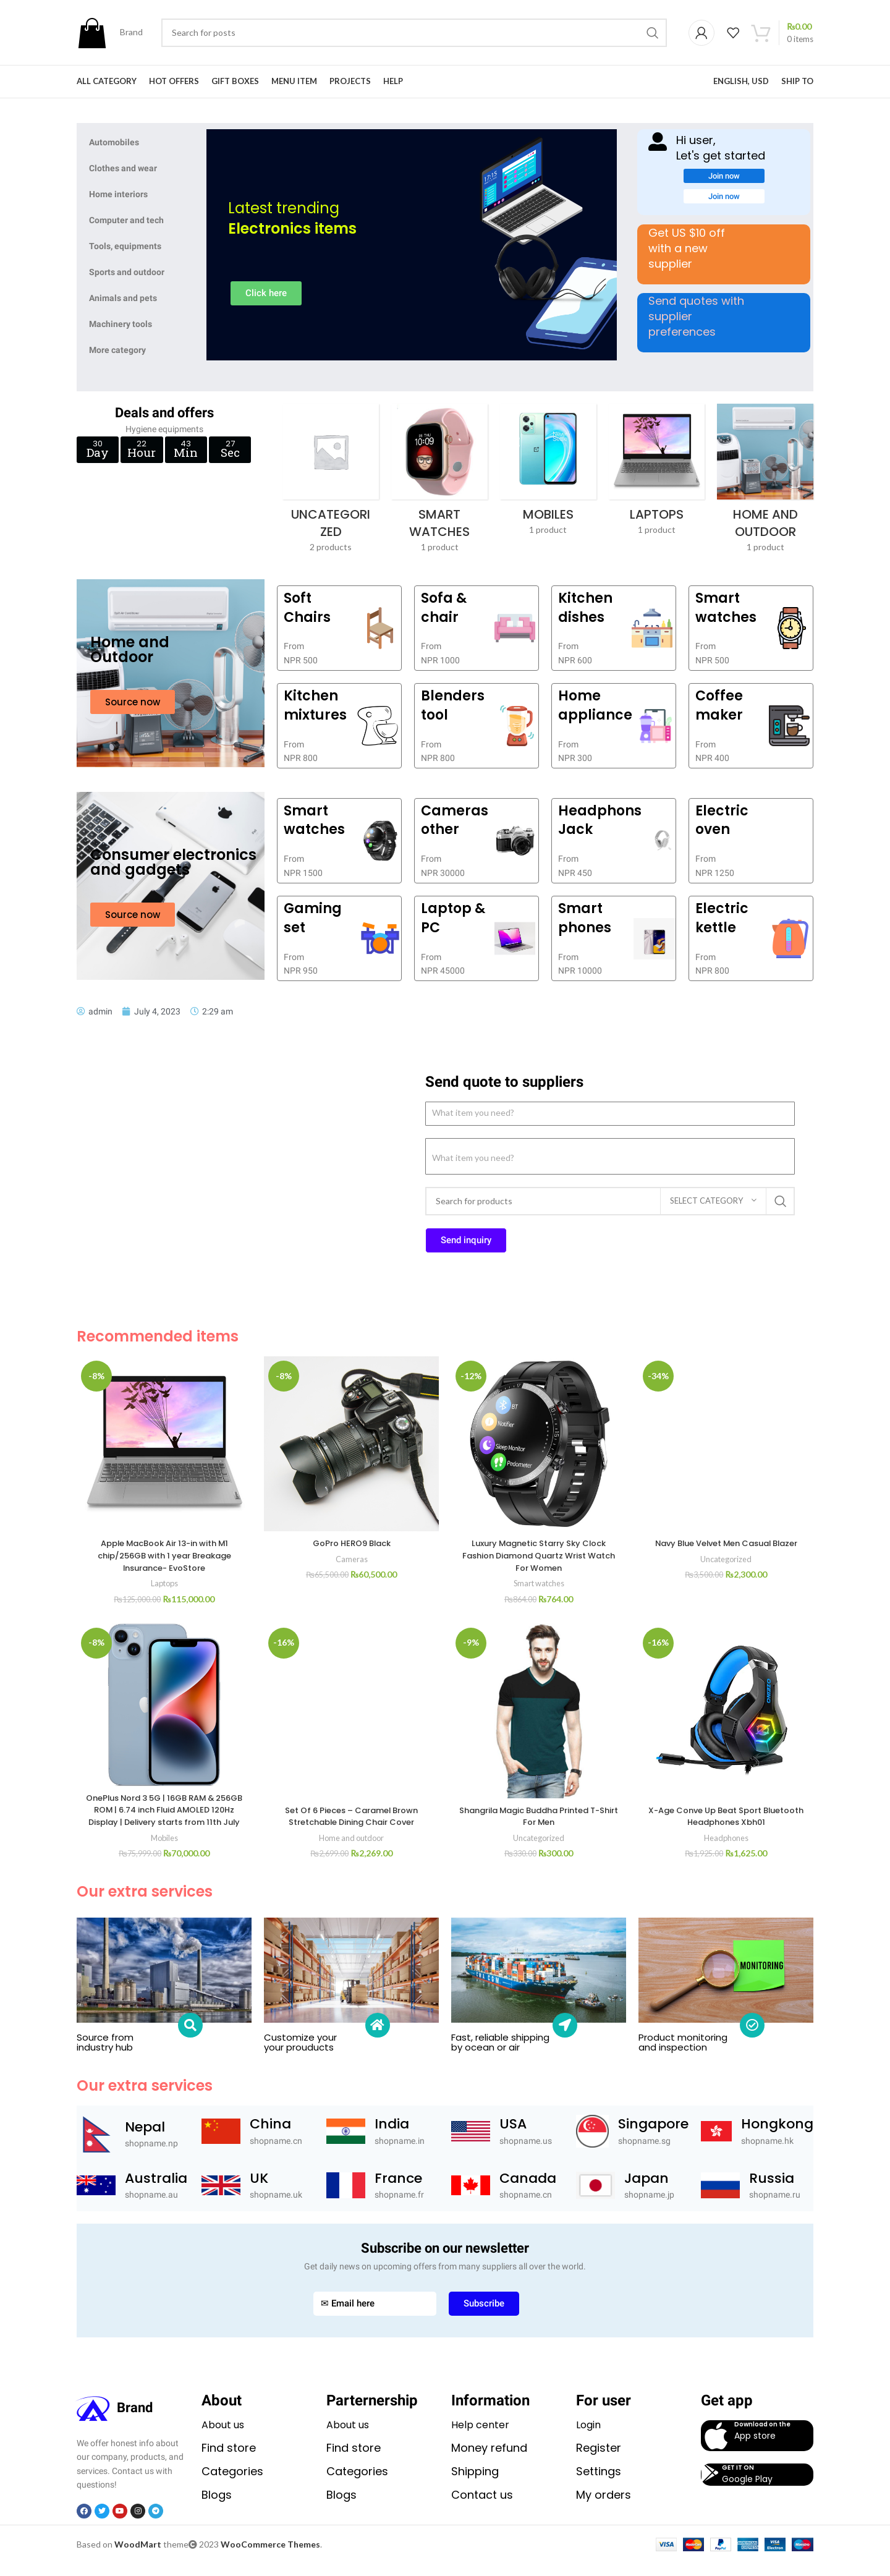 Brand
Search for posts
₨0.00
0 items
ALL CATEGORY HOT OFFERS GIFT BOXES MENU ITEM PROJECTS HELP
ENGLISH, USD SHIP TO
Automobiles
Clothes and wear
Home interiors
Computer and tech
Tools, equipments
Sports and outdoor
Animals and pets
Machinery tools
More category
Latest trending
Electronics items
Click here
Hi user,
Let's get started
Join now
Join now
Get US $10 off
with a new
supplier
Send quotes with
supplier
preferences
Deals and offers
Hygiene equipments
30 22 43 27
Day Hour Min Sec
UNCATEGORI
ZED
2 products
SMART
WATCHES
1 product
MOBILES
1 product
LAPTOPS
1 product
HOME AND
OUTDOOR
1 product
Home and
Outdoor
Source now
Soft
Chairs
From
NPR 500
Sofa &
chair
From
NPR 1000
Kitchen
dishes
From
NPR 600
Smart
watches
From
NPR 500
Kitchen
mixtures
From
NPR 800
Blenders
tool
From
NPR 800
Home
appliance
From
NPR 300
Coffee
maker
From
NPR 400
Consumer electronics
and gadgets
Source now
Smart
watches
From
NPR 1500
Cameras
other
From
NPR 30000
Headphons
Jack
From
NPR 450
Electric
oven
From
NPR 1250
Gaming
set
From
NPR 950
Laptop &
PC
From
NPR 45000
Smart
phones
From
NPR 10000
Electric
kettle
From
NPR 800
admin July 4, 2023 2:29 am
Send quote to suppliers
What item you need?
What item you need?
Search for products SELECT CATEGORY
Send inquiry
Recommended items
-8%
Apple MacBook Air 13-in with M1
chip/256GB with 1 year Breakage
Insurance- EvoStore
Laptops
₨125,000.00 ₨115,000.00
-8%
GoPro HERO9 Black
Cameras
₨65,500.00 ₨60,500.00
-12%
BT
Notifier
Sleep Monitor
Pedometer
Luxury Magnetic Starry Sky Clock
Fashion Diamond Quartz Wrist Watch
For Women
Smart watches
₨864.00 ₨764.00
-34%
Navy Blue Velvet Men Casual Blazer
Uncategorized
₨3,500.00 ₨2,300.00
-8%
OnePlus Nord 3 5G | 16GB RAM & 256GB
ROM | 6.74 inch Fluid AMOLED 120Hz
Display | Delivery starts from 11th July
Mobiles
₨75,999.00 ₨70,000.00
-16%
Set Of 6 Pieces – Caramel Brown
Stretchable Dining Chair Cover
Home and outdoor
₨2,699.00 ₨2,269.00
-9%
Shangrila Magic Buddha Printed T-Shirt
For Men
Uncategorized
₨330.00 ₨300.00
-16%
X-Age Conve Up Beat Sport Bluetooth
Headphones Xbh01
Headphones
₨1,925.00 ₨1,625.00
Our extra services
MONITORING
Source from
industry hub
Customize your
your prouducts
Fast, reliable shipping
by ocean or air
Product monitoring
and inspection
Our extra services
Nepal
shopname.np
China
shopname.cn
India
shopname.in
USA
shopname.us
Singapore
shopname.sg
Hongkong
shopname.hk
Australia
shopname.au
UK
shopname.uk
France
shopname.fr
Canada
shopname.cn
Japan
shopname.jp
Russia
shopname.ru
Subscribe on our newsletter
Get daily news on upcoming offers from many suppliers all over the world.
✉ Email here
Subscribe
Brand
We offer honest info about
our company, products, and
services. Contact us with
questions!
About
About us
Find store
Categories
Blogs
Parternership
About us
Find store
Categories
Blogs
Information
Help center
Money refund
Shipping
Contact us
For user
Login
Register
Settings
My orders
Get app
Download on the
App store
GET IT ON
Google Play
Based on WoodMart theme 2023 WooCommerce Themes.
VISA
MasterCard
PayPal
VISA
Electron
Maestro